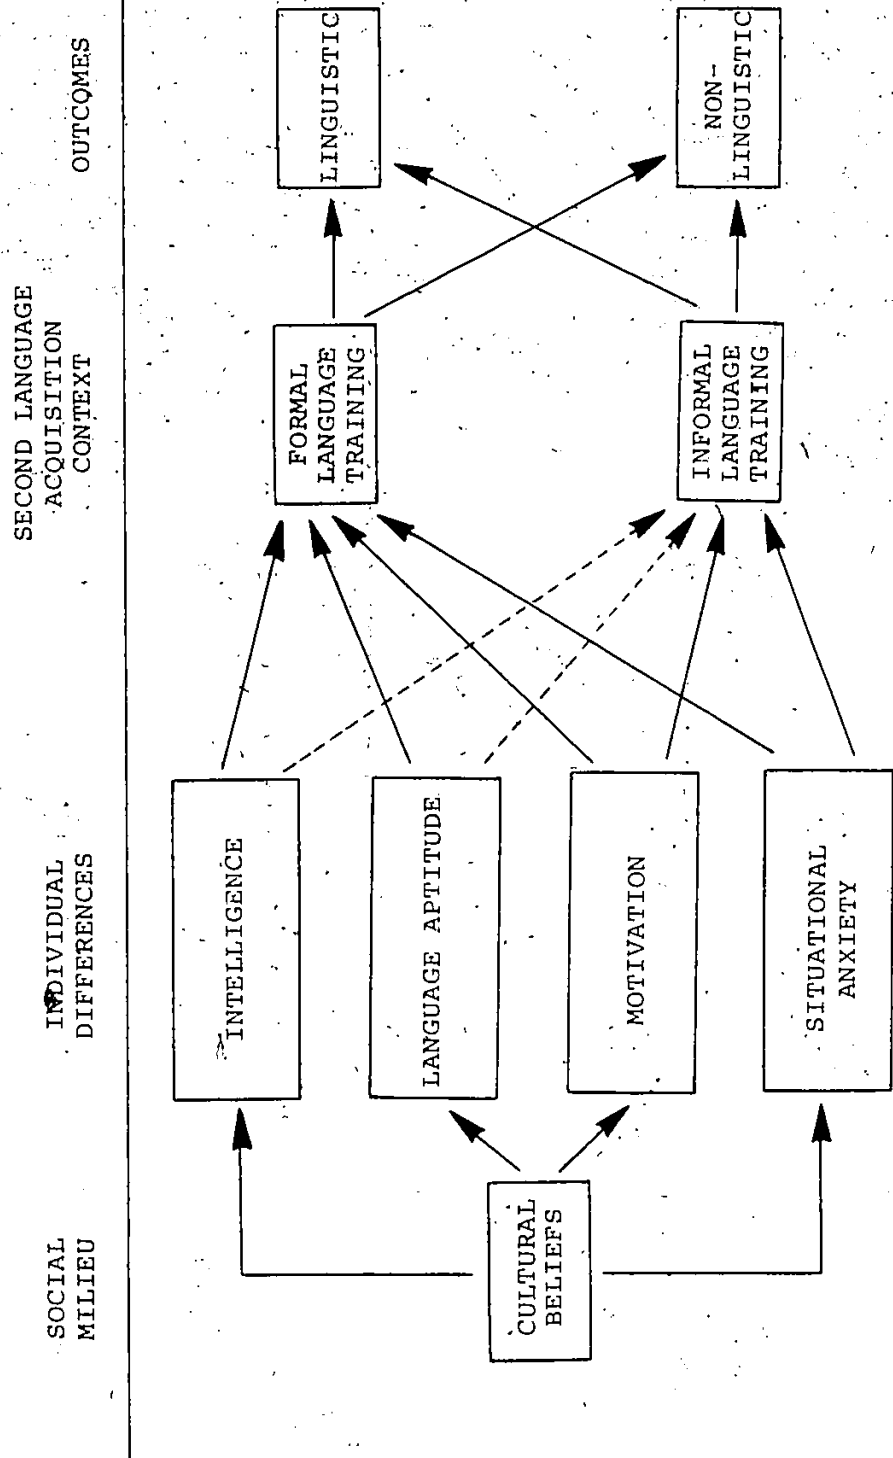 SOCIAL
MILIEU
INDIVIDUAL
DIFFERENCES
SECOND LANGUAGE
ACQUISITION
CONTEXT
OUTCOMES
CULTURAL
BELIEFS
INTELLIGENCE
LANGUAGE APTITUDE
MOTIVATION
SITUATIONAL
ANXIETY
FORMAL
LANGUAGE
TRAINING
INFORMAL
LANGUAGE
TRAINING
LINGUISTIC
NON-
LINGUISTIC